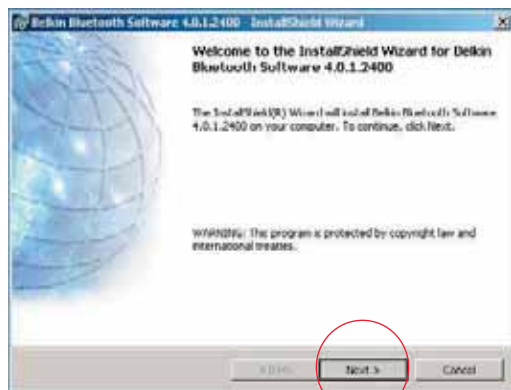 Belkin Bluetooth Software 4.0.1.2400 - InstallShield Wizard
Welcome to the InstallShield Wizard for Belkin
Bluetooth Software 4.0.1.2400
The InstallShield(R) Wizard will install Belkin Bluetooth Software
4.0.1.2400 on your computer. To continue, click Next.
WARNING: This program is protected by copyright law and
international treaties.
< Back
Next >
Cancel